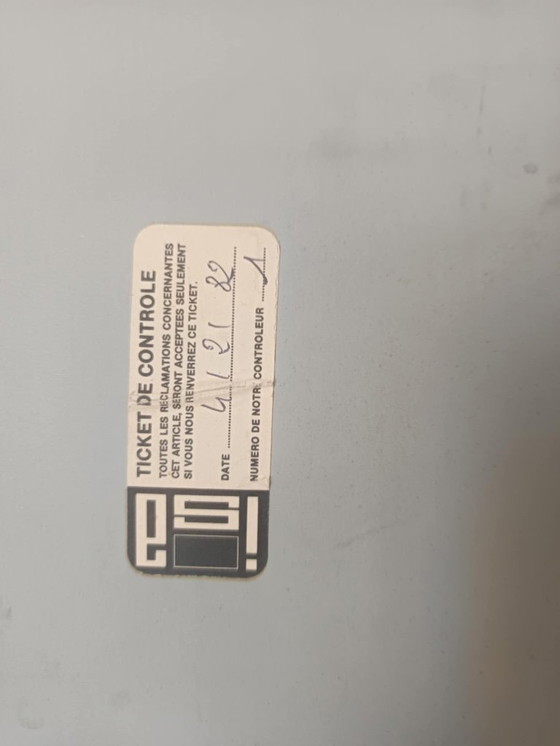 TICKET DE CONTROLE
TOUTES LES RECLAMATIONS CONCERNANTES
CET ARTICLE, SERONT ACCEPTEES SEULEMENT
SI VOUS NOUS RENVERREZ CE TICKET.
DATE 4 / 2 / 82
NUMERO DE NOTRE CONTROLEUR 1